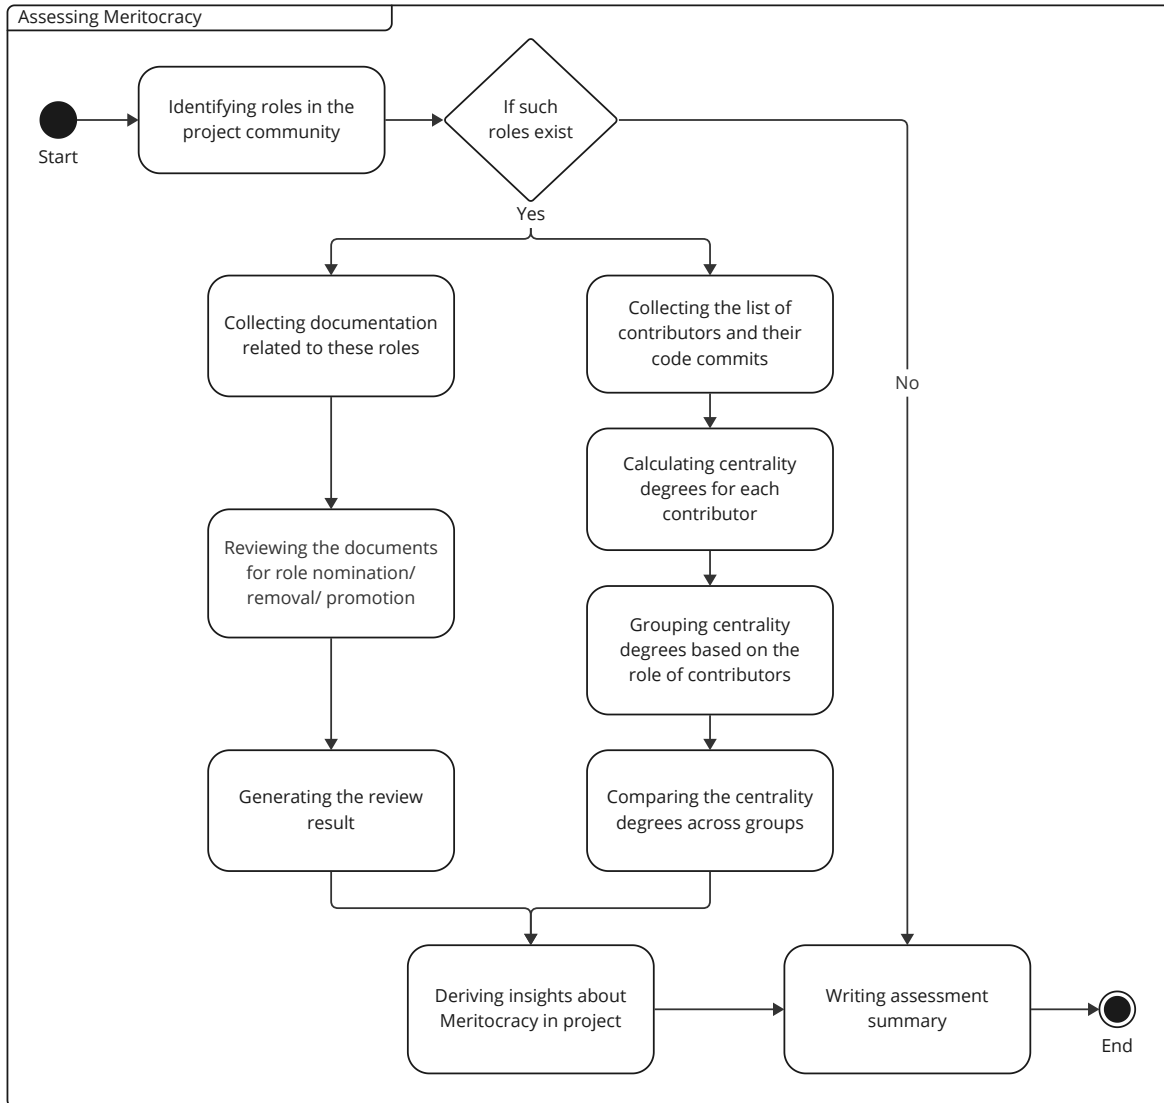 Assessing Meritocracy
Start
Identifying roles in the
project community
If such
roles exist
Yes
No
Collecting documentation
related to these roles
Reviewing the documents
for role nomination/
removal/ promotion
Generating the review
result
Collecting the list of
contributors and their
code commits
Calculating centrality
degrees for each
contributor
Grouping centrality
degrees based on the
role of contributors
Comparing the centrality
degrees across groups
Deriving insights about
Meritocracy in project
Writing assessment
summary
End